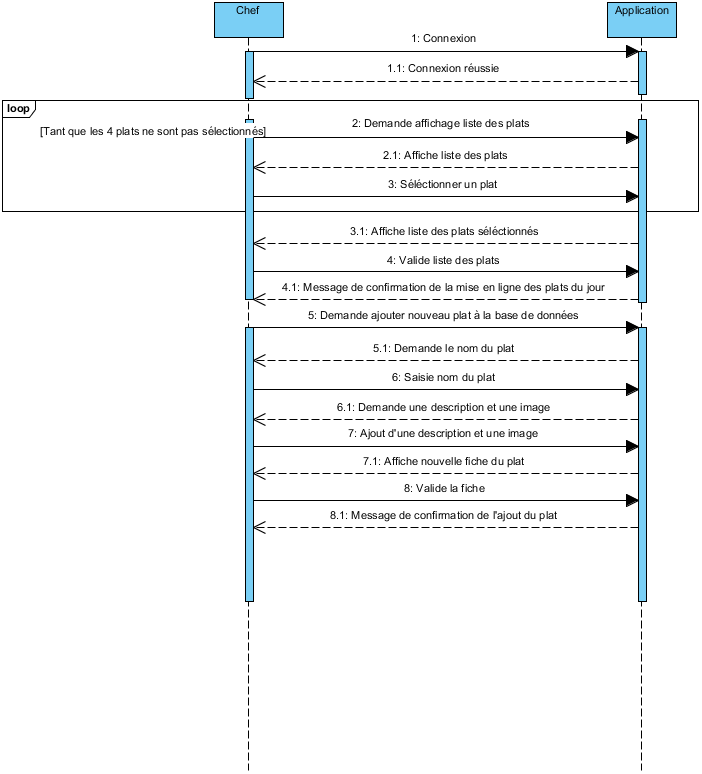 Chef
Application
1: Connexion
1.1: Connexion réussie
loop
[Tant que les 4 plats ne sont pas sélectionnés]
2: Demande affichage liste des plats
2.1: Affiche liste des plats
3: Séléctionner un plat
3.1: Affiche liste des plats séléctionnés
4: Valide liste des plats
4.1: Message de confirmation de la mise en ligne des plats du jour
5: Demande ajouter nouveau plat à la base de données
5.1: Demande le nom du plat
6: Saisie nom du plat
6.1: Demande une description et une image
7: Ajout d'une description et une image
7.1: Affiche nouvelle fiche du plat
8: Valide la fiche
8.1: Message de confirmation de l'ajout du plat